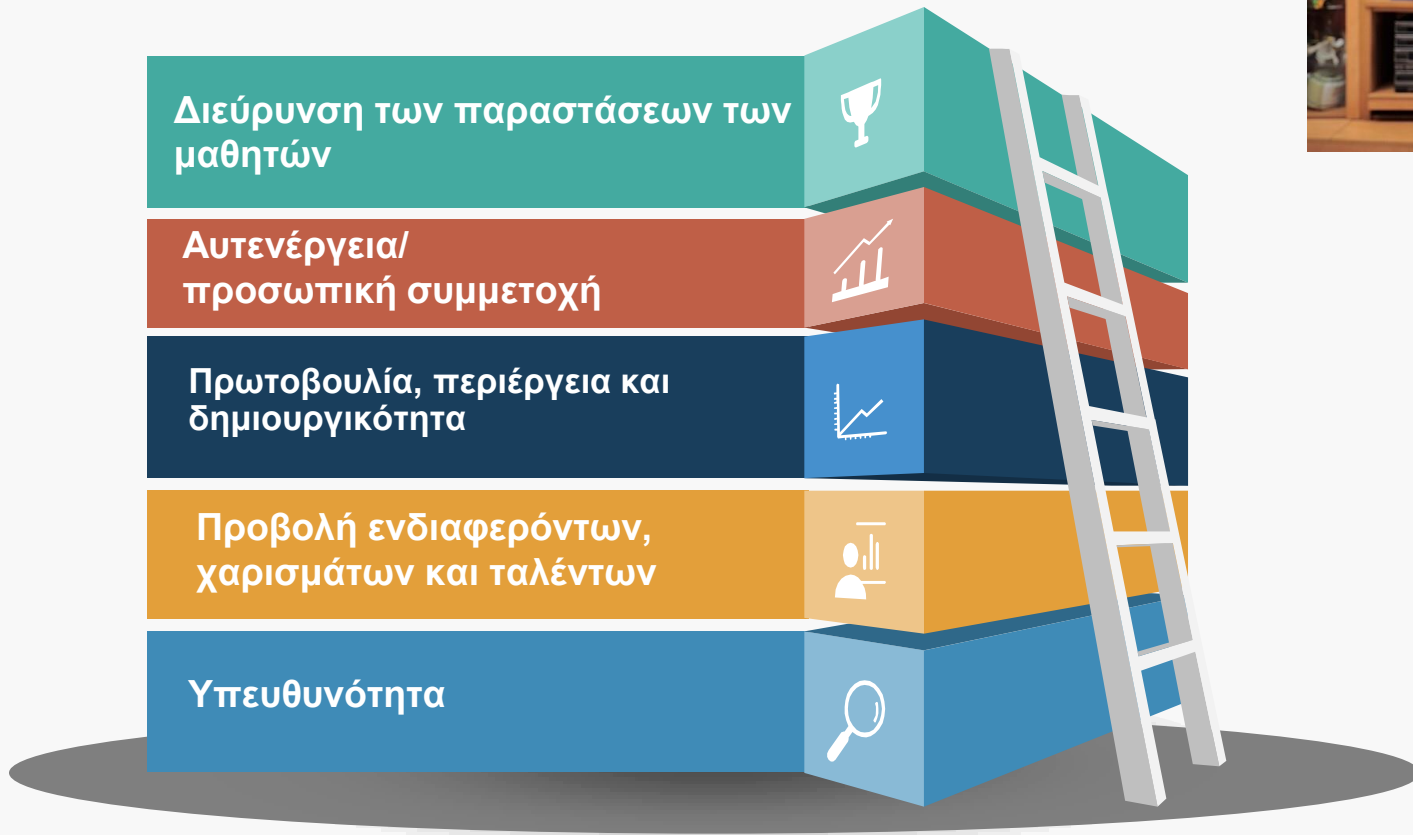 Διεύρυνση των παραστάσεων των
μαθητών
Αυτενέργεια/
προσωπική συμμετοχή
Πρωτοβουλία, περιέργεια και
δημιουργικότητα
Προβολή ενδιαφερόντων,
χαρισμάτων και ταλέντων
Υπευθυνότητα